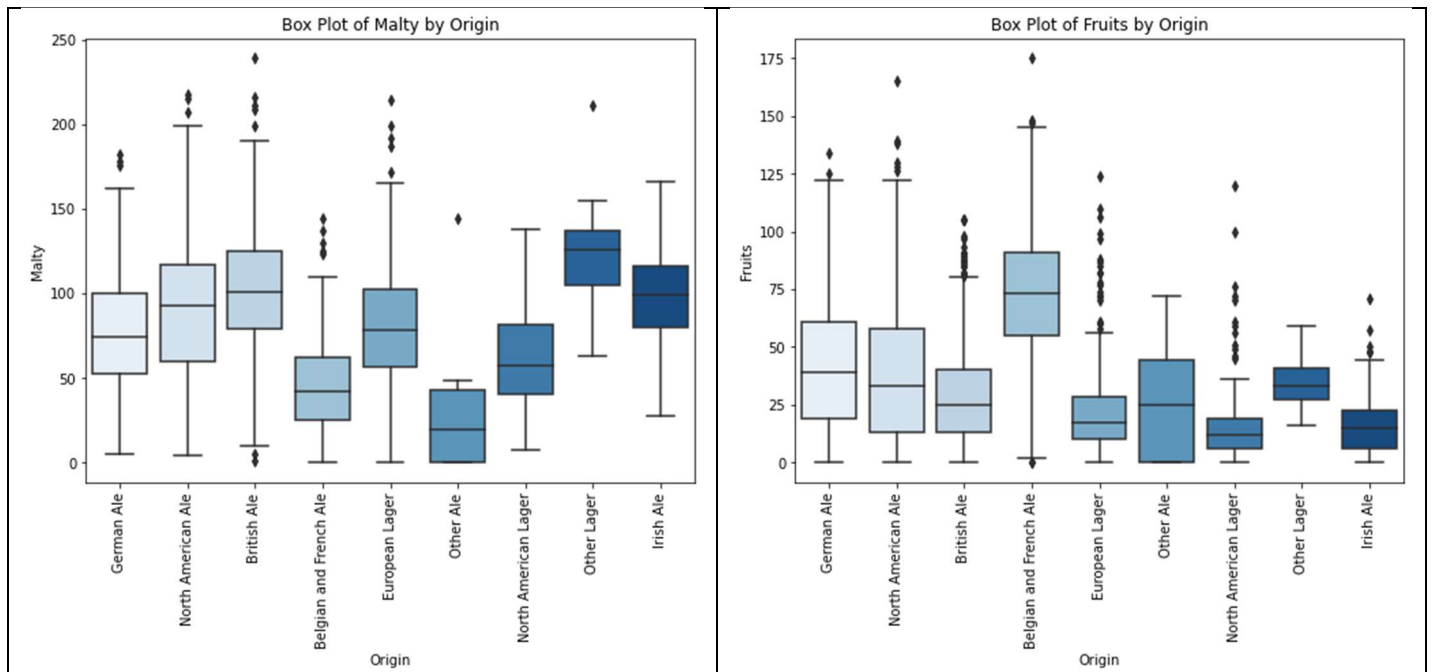 Box Plot of Malty by Origin
250
200
150
100
50
0
Malty
German Ale
North American Ale
British Ale
Belgian and French Ale
European Lager
Other Ale
North American Lager
Other Lager
Irish Ale
Origin
Box Plot of Fruits by Origin
175
150
125
100
75
50
25
0
Fruits
German Ale
North American Ale
British Ale
Belgian and French Ale
European Lager
Other Ale
North American Lager
Other Lager
Irish Ale
Origin